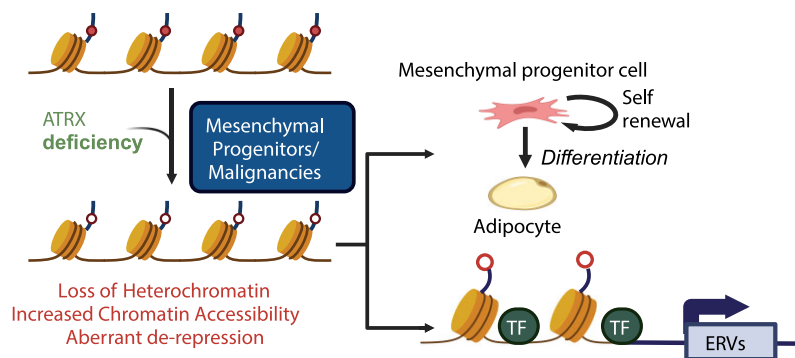 ATRX
deficiency
Mesenchymal
Progenitors/
Malignancies
Loss of Heterochromatin
Increased Chromatin Accessibility
Aberrant de-repression
Mesenchymal progenitor cell
Self
renewal
Differentiation
Adipocyte
TF
TF
ERVs